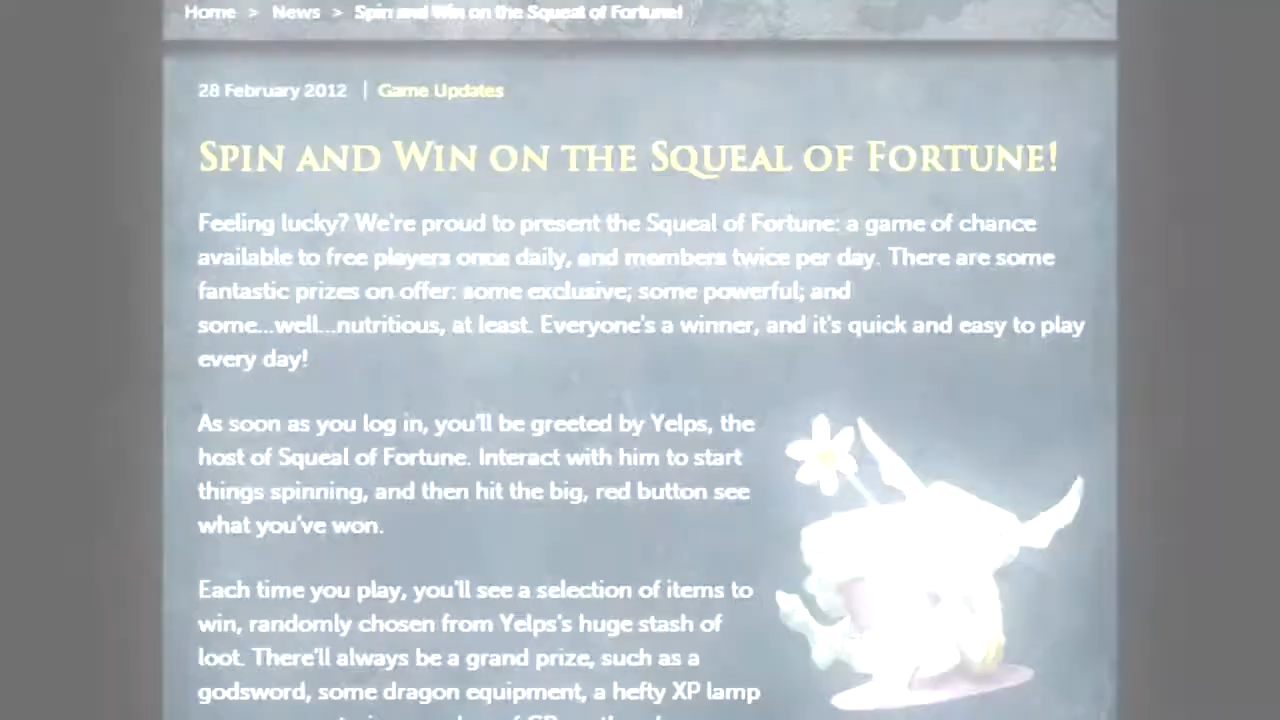 Home > News > Spin and Win on the Squeal of Fortune!
28 February 2012 | Game Updates
SPIN AND WIN ON THE SQUEAL OF FORTUNE!
Feeling lucky? We're proud to present the Squeal of Fortune: a game of chance
available to free players once daily, and members twice per day. There are some
fantastic prizes on offer: some exclusive; some powerful; and
some...well...nutritious, at least. Everyone's a winner, and it's quick and easy to play
every day!
As soon as you log in, you'll be greeted by Yelps, the
host of Squeal of Fortune. Interact with him to start
things spinning, and then hit the big, red button see
what you've won.
Each time you play, you'll see a selection of items to
win, randomly chosen from Yelps's huge stash of
loot. There'll always be a grand prize, such as a
godsword, some dragon equipment, a hefty XP lamp